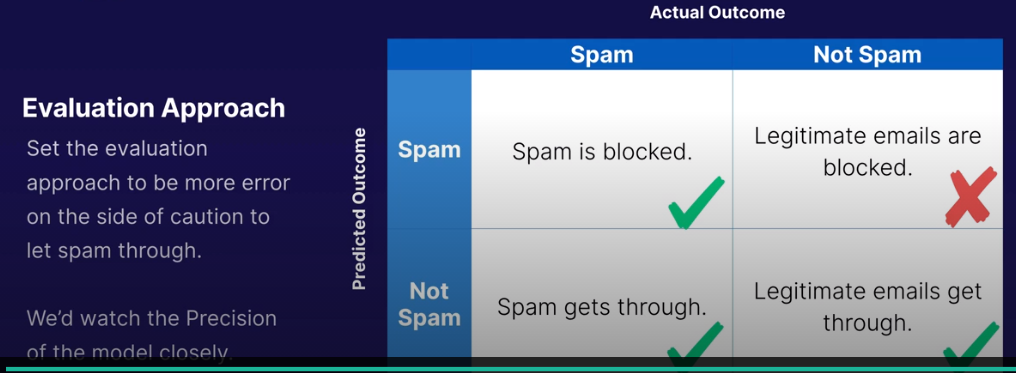 Actual Outcome
Spam
Not Spam
Evaluation Approach
Set the evaluation
approach to be more error
on the side of caution to
let spam through.
We'd watch the Precision
of the model closely.
Predicted Outcome
Spam
Spam is blocked.
Legitimate emails are
blocked.
Not
Spam
Spam gets through.
Legitimate emails get
through.